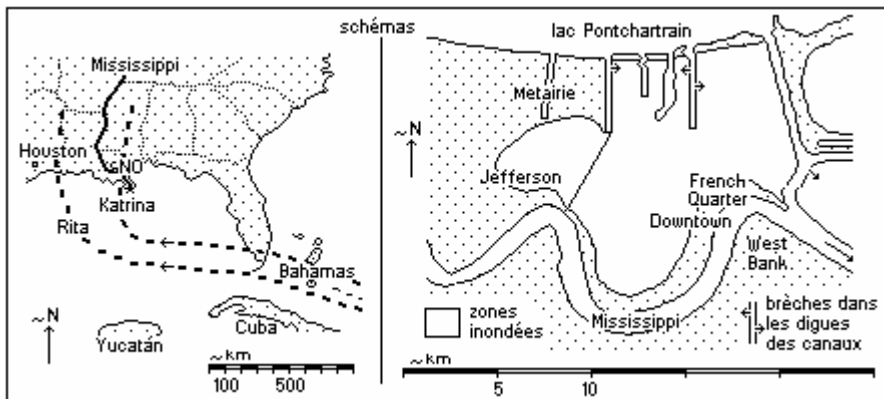 schémas
Mississippi
Houston
NO
Katrina
Rita
Bahamas
~N
Cuba
Yucatán
~km
100 500
lac Pontchartrain
Metairie
~N
Jefferson
French
Quarter
Downtown
West
Bank
zones
inondées
Mississippi
brèches dans
les digues
des canaux
~km
5 10